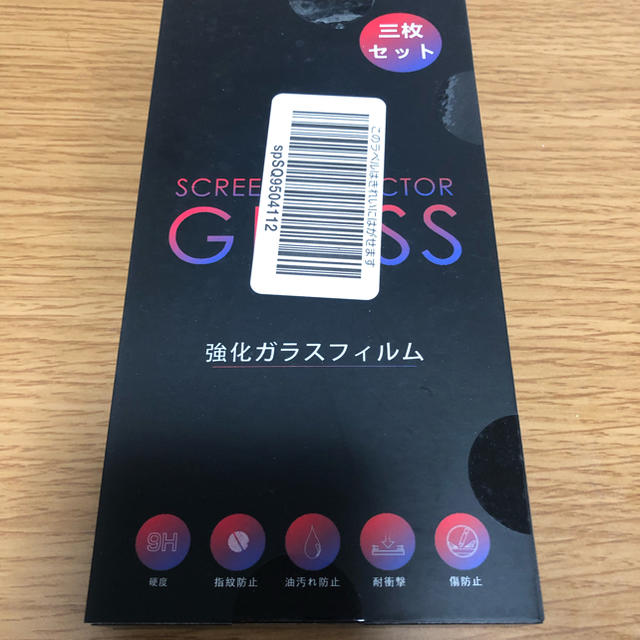 三枚
セット
このラベルはきれいにはがせます
spSQ9504112
SCREE CTOR
G SS
強化ガラスフィルム
9H
硬度
指紋防止
油汚れ防止
耐衝撃
傷防止